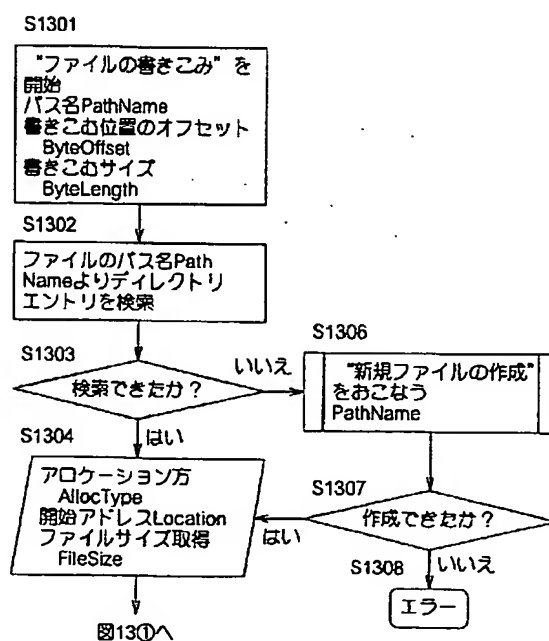 S1301
"ファイルの書きこみ" を
開始
パス名PathName
書きこむ位置のオフセット
ByteOffset
書きこむサイズ
ByteLength
S1302
ファイルのパス名Path
Nameよりディレクトリ
エントリを検索
S1303
検索できたか?
いいえ
はい
S1306
"新規ファイルの作成"
をおこなう
PathName
S1304
アロケーション方
AllocType
開始アドレスLocation
ファイルサイズ取得
FileSize
S1307
作成できたか?
はい
いいえ
S1308
エラー
図13①へ